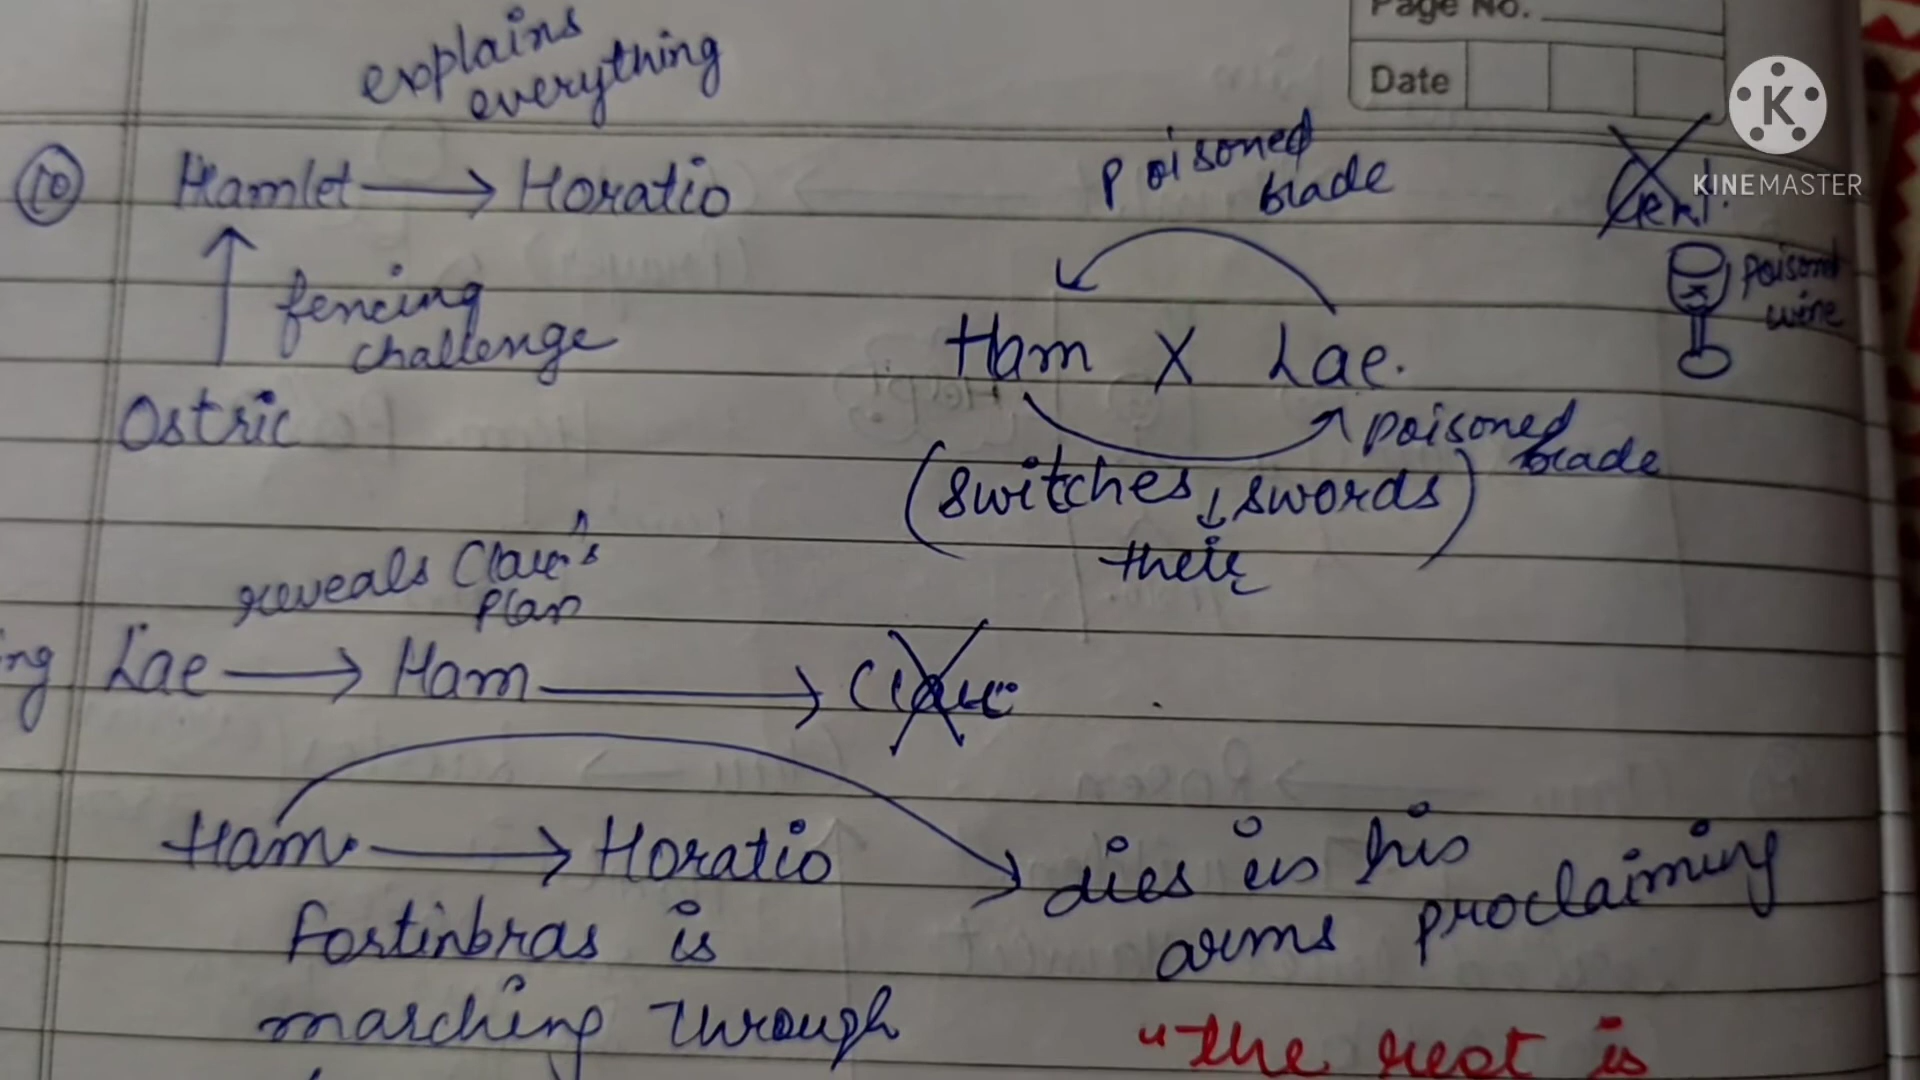 Page No.
Date
KINEMASTER
explains
everything
10
Hamlet → Horatio
fencing
challenge
Ostric
Poisoned
blade
Ham X Lae.
poisoned
blade
(switches ↓ swords)
their
poisond
wine
reveals Clau's
plan
ing Lae → Ham → Clau:
Ham. → Horatio
Fortinbras is
marching through
dies in his
arms proclaiming
"The rest is